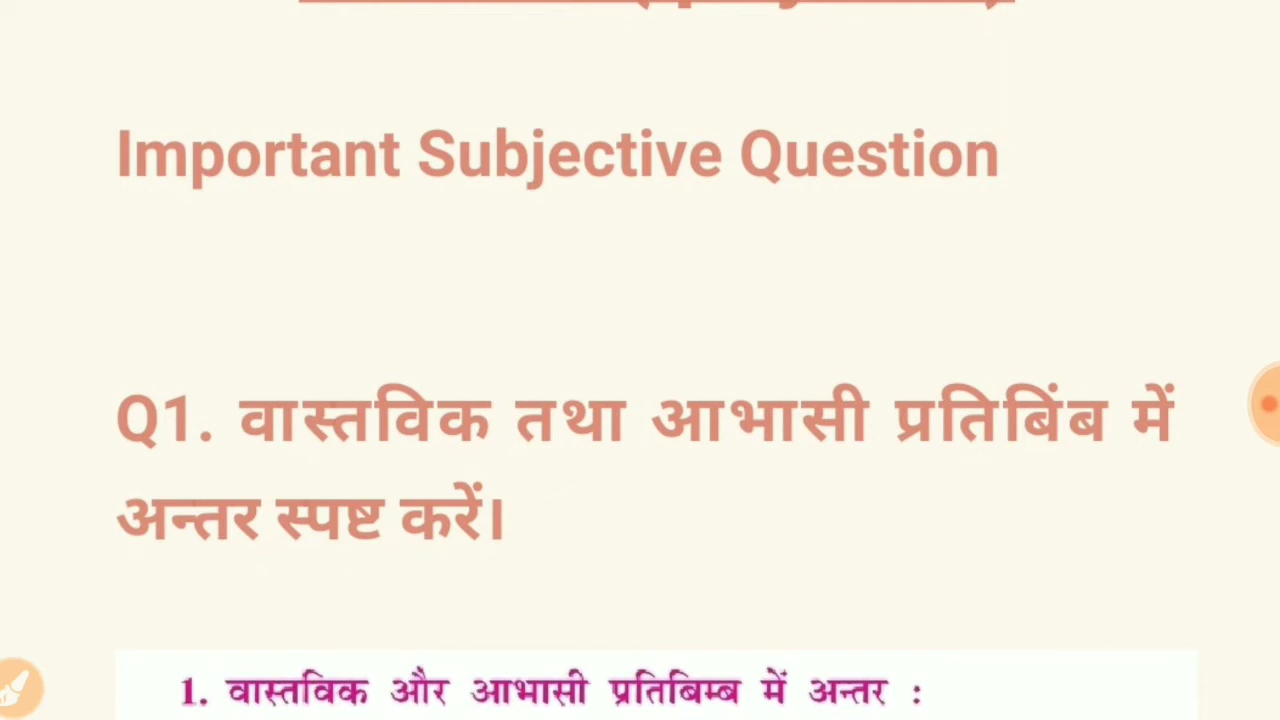 Important Subjective Question
Q1. वास्तविक तथा आभासी प्रतिबिंब में
अन्तर स्पष्ट करें।
1. वास्तविक और आभासी प्रतिबिम्ब में अन्तर :